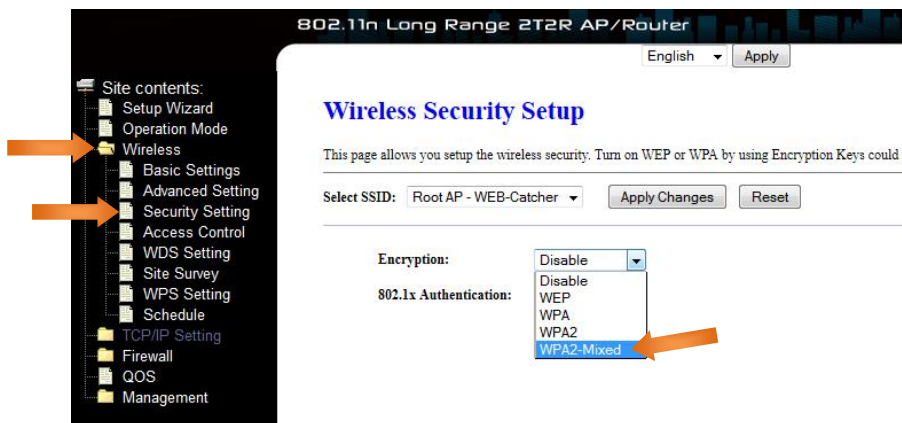 802.11n Long Range 2T2R AP/Router
English Apply
Site contents:
Setup Wizard
Operation Mode
Wireless
Basic Settings
Advanced Setting
Security Setting
Access Control
WDS Setting
Site Survey
WPS Setting
Schedule
TCP/IP Setting
Firewall
QOS
Management
Wireless Security Setup
This page allows you setup the wireless security. Turn on WEP or WPA by using Encryption Keys could
Select SSID: Root AP - WEB-Catcher Apply Changes Reset
Encryption: Disable
Disable
WEP
WPA
WPA2
WPA2-Mixed
802.1x Authentication: